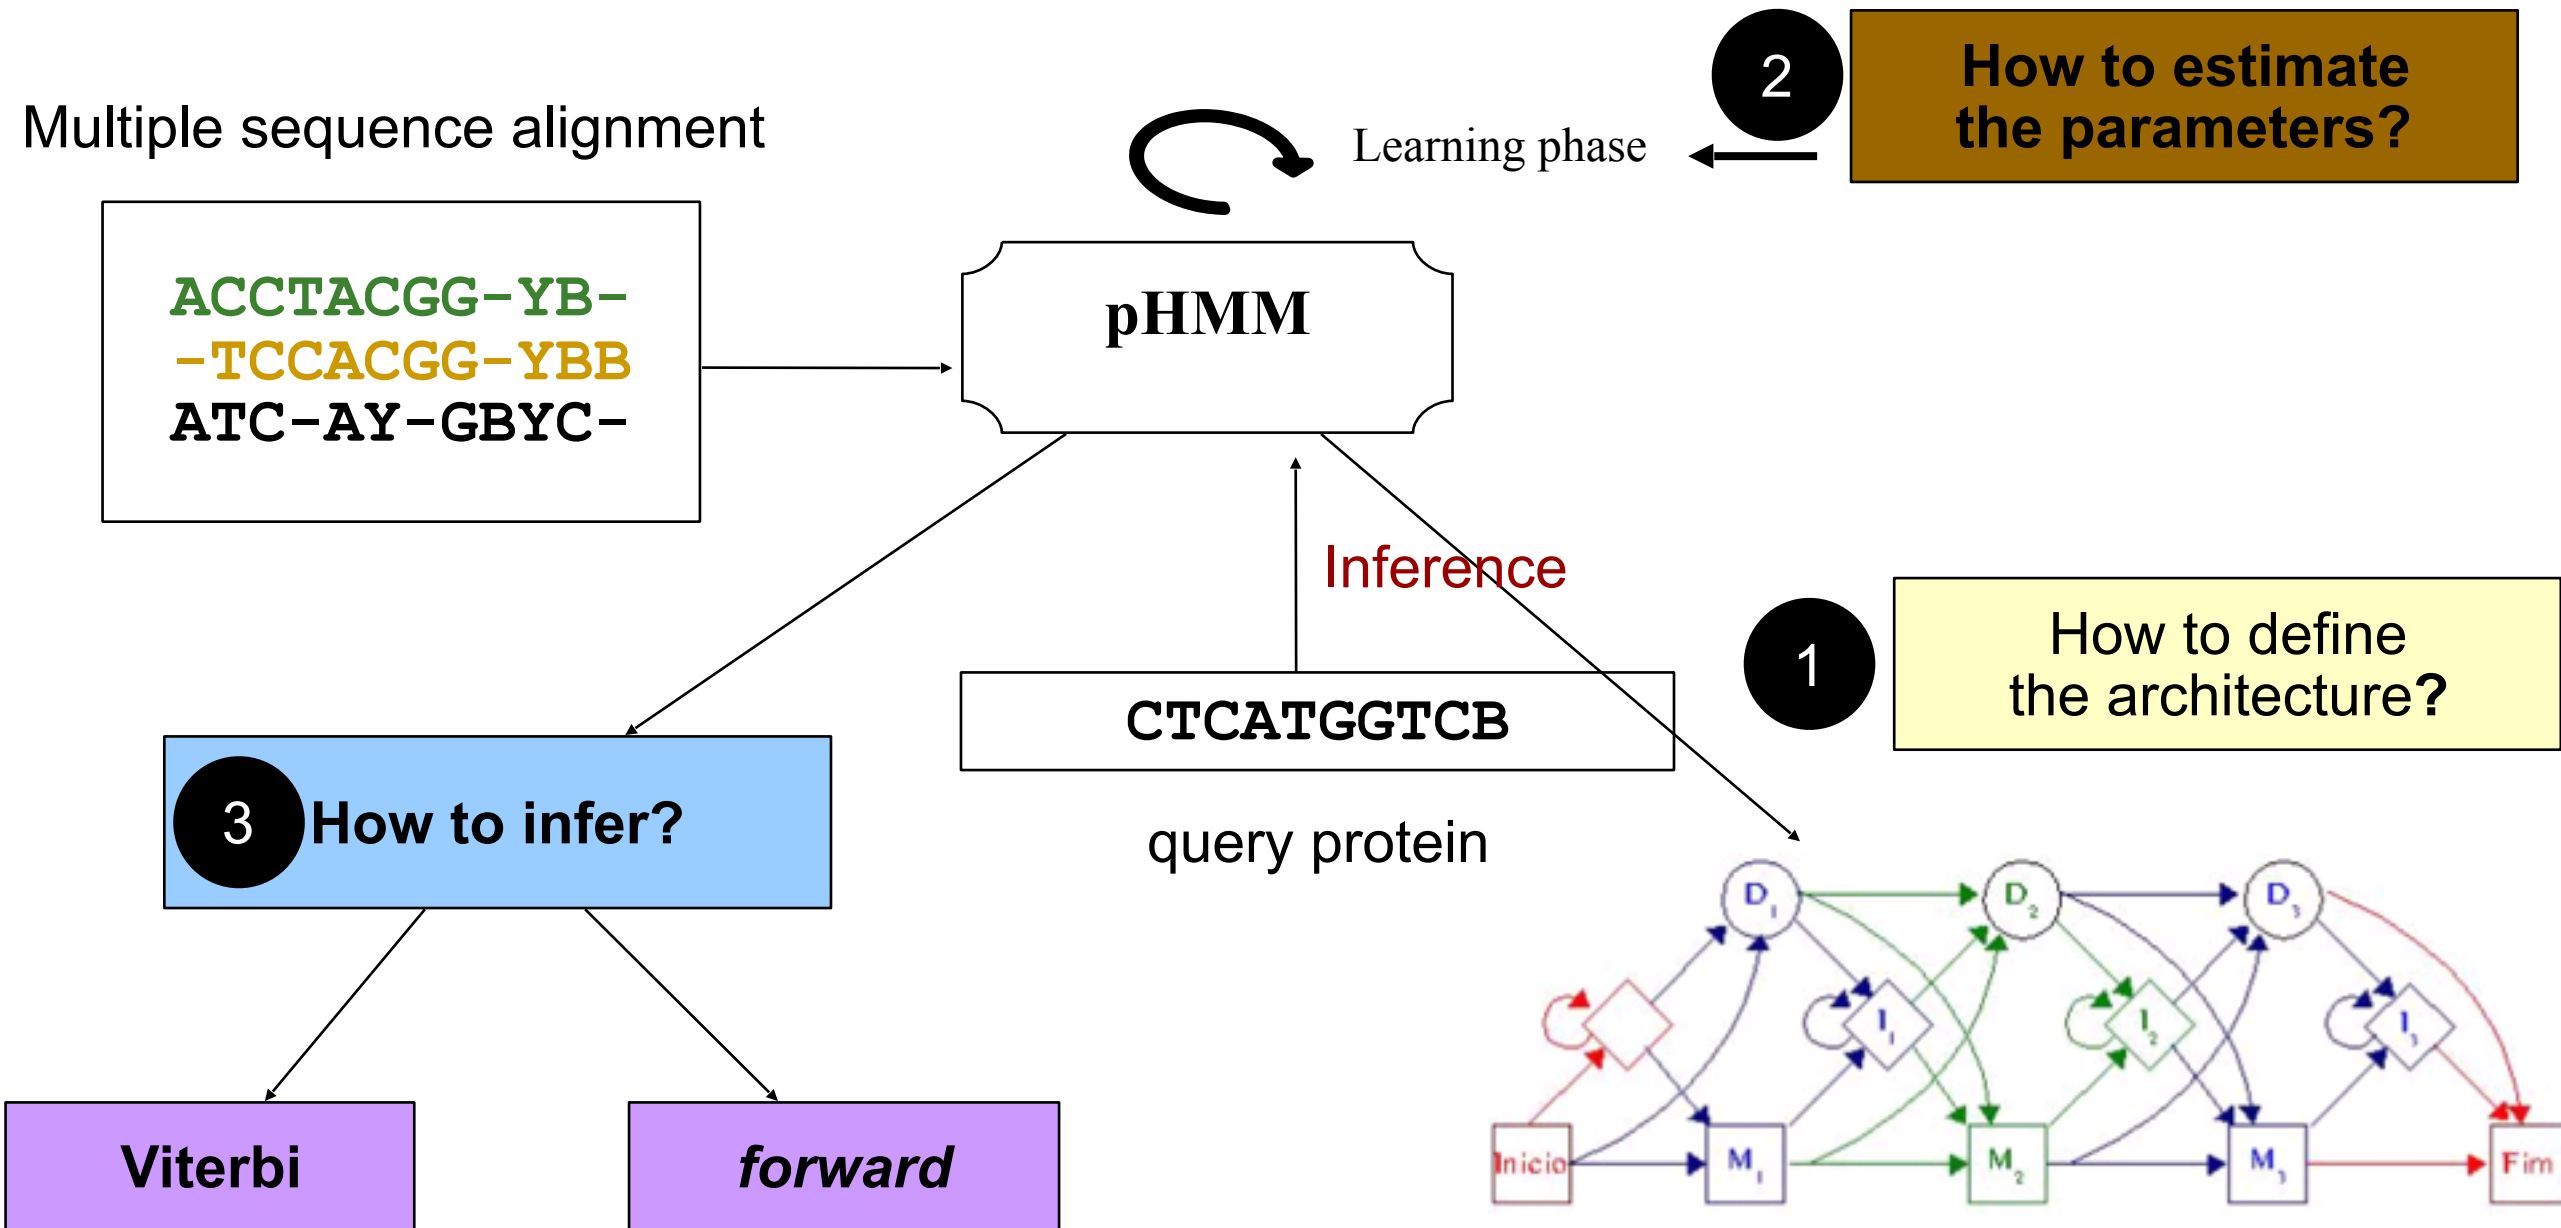 2
How to estimate
the parameters?
Multiple sequence alignment
Learning phase
ACCTACGG-YB-
-TCCACGG-YBB
ATC-AY-GBYC-
pHMM
Inference
1
How to define
the architecture?
CTCATGGTCB
query protein
3
How to infer?
Viterbi
forward
D1
D2
D3
I1
I2
I3
Inicio
M1
M2
M3
Fim